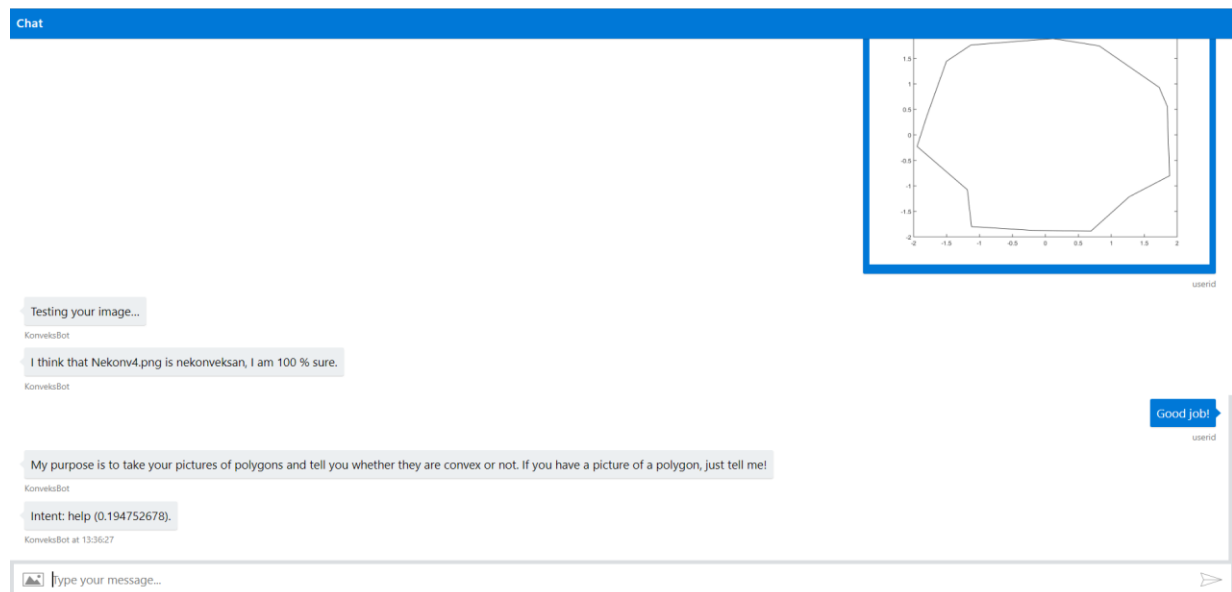 Chat
1.5
1
0.5
0
-0.5
-1
-1.5
-2
-2 -1.5 -1 -0.5 0 0.5 1 1.5 2
userid
Testing your image...
KonveksBot
I think that Nekonv4.png is nekonveksan, I am 100 % sure.
KonveksBot
Good job!
userid
My purpose is to take your pictures of polygons and tell you whether they are convex or not. If you have a picture of a polygon, just tell me!
KonveksBot
Intent: help (0.194752678).
KonveksBot at 13:36:27
Type your message...